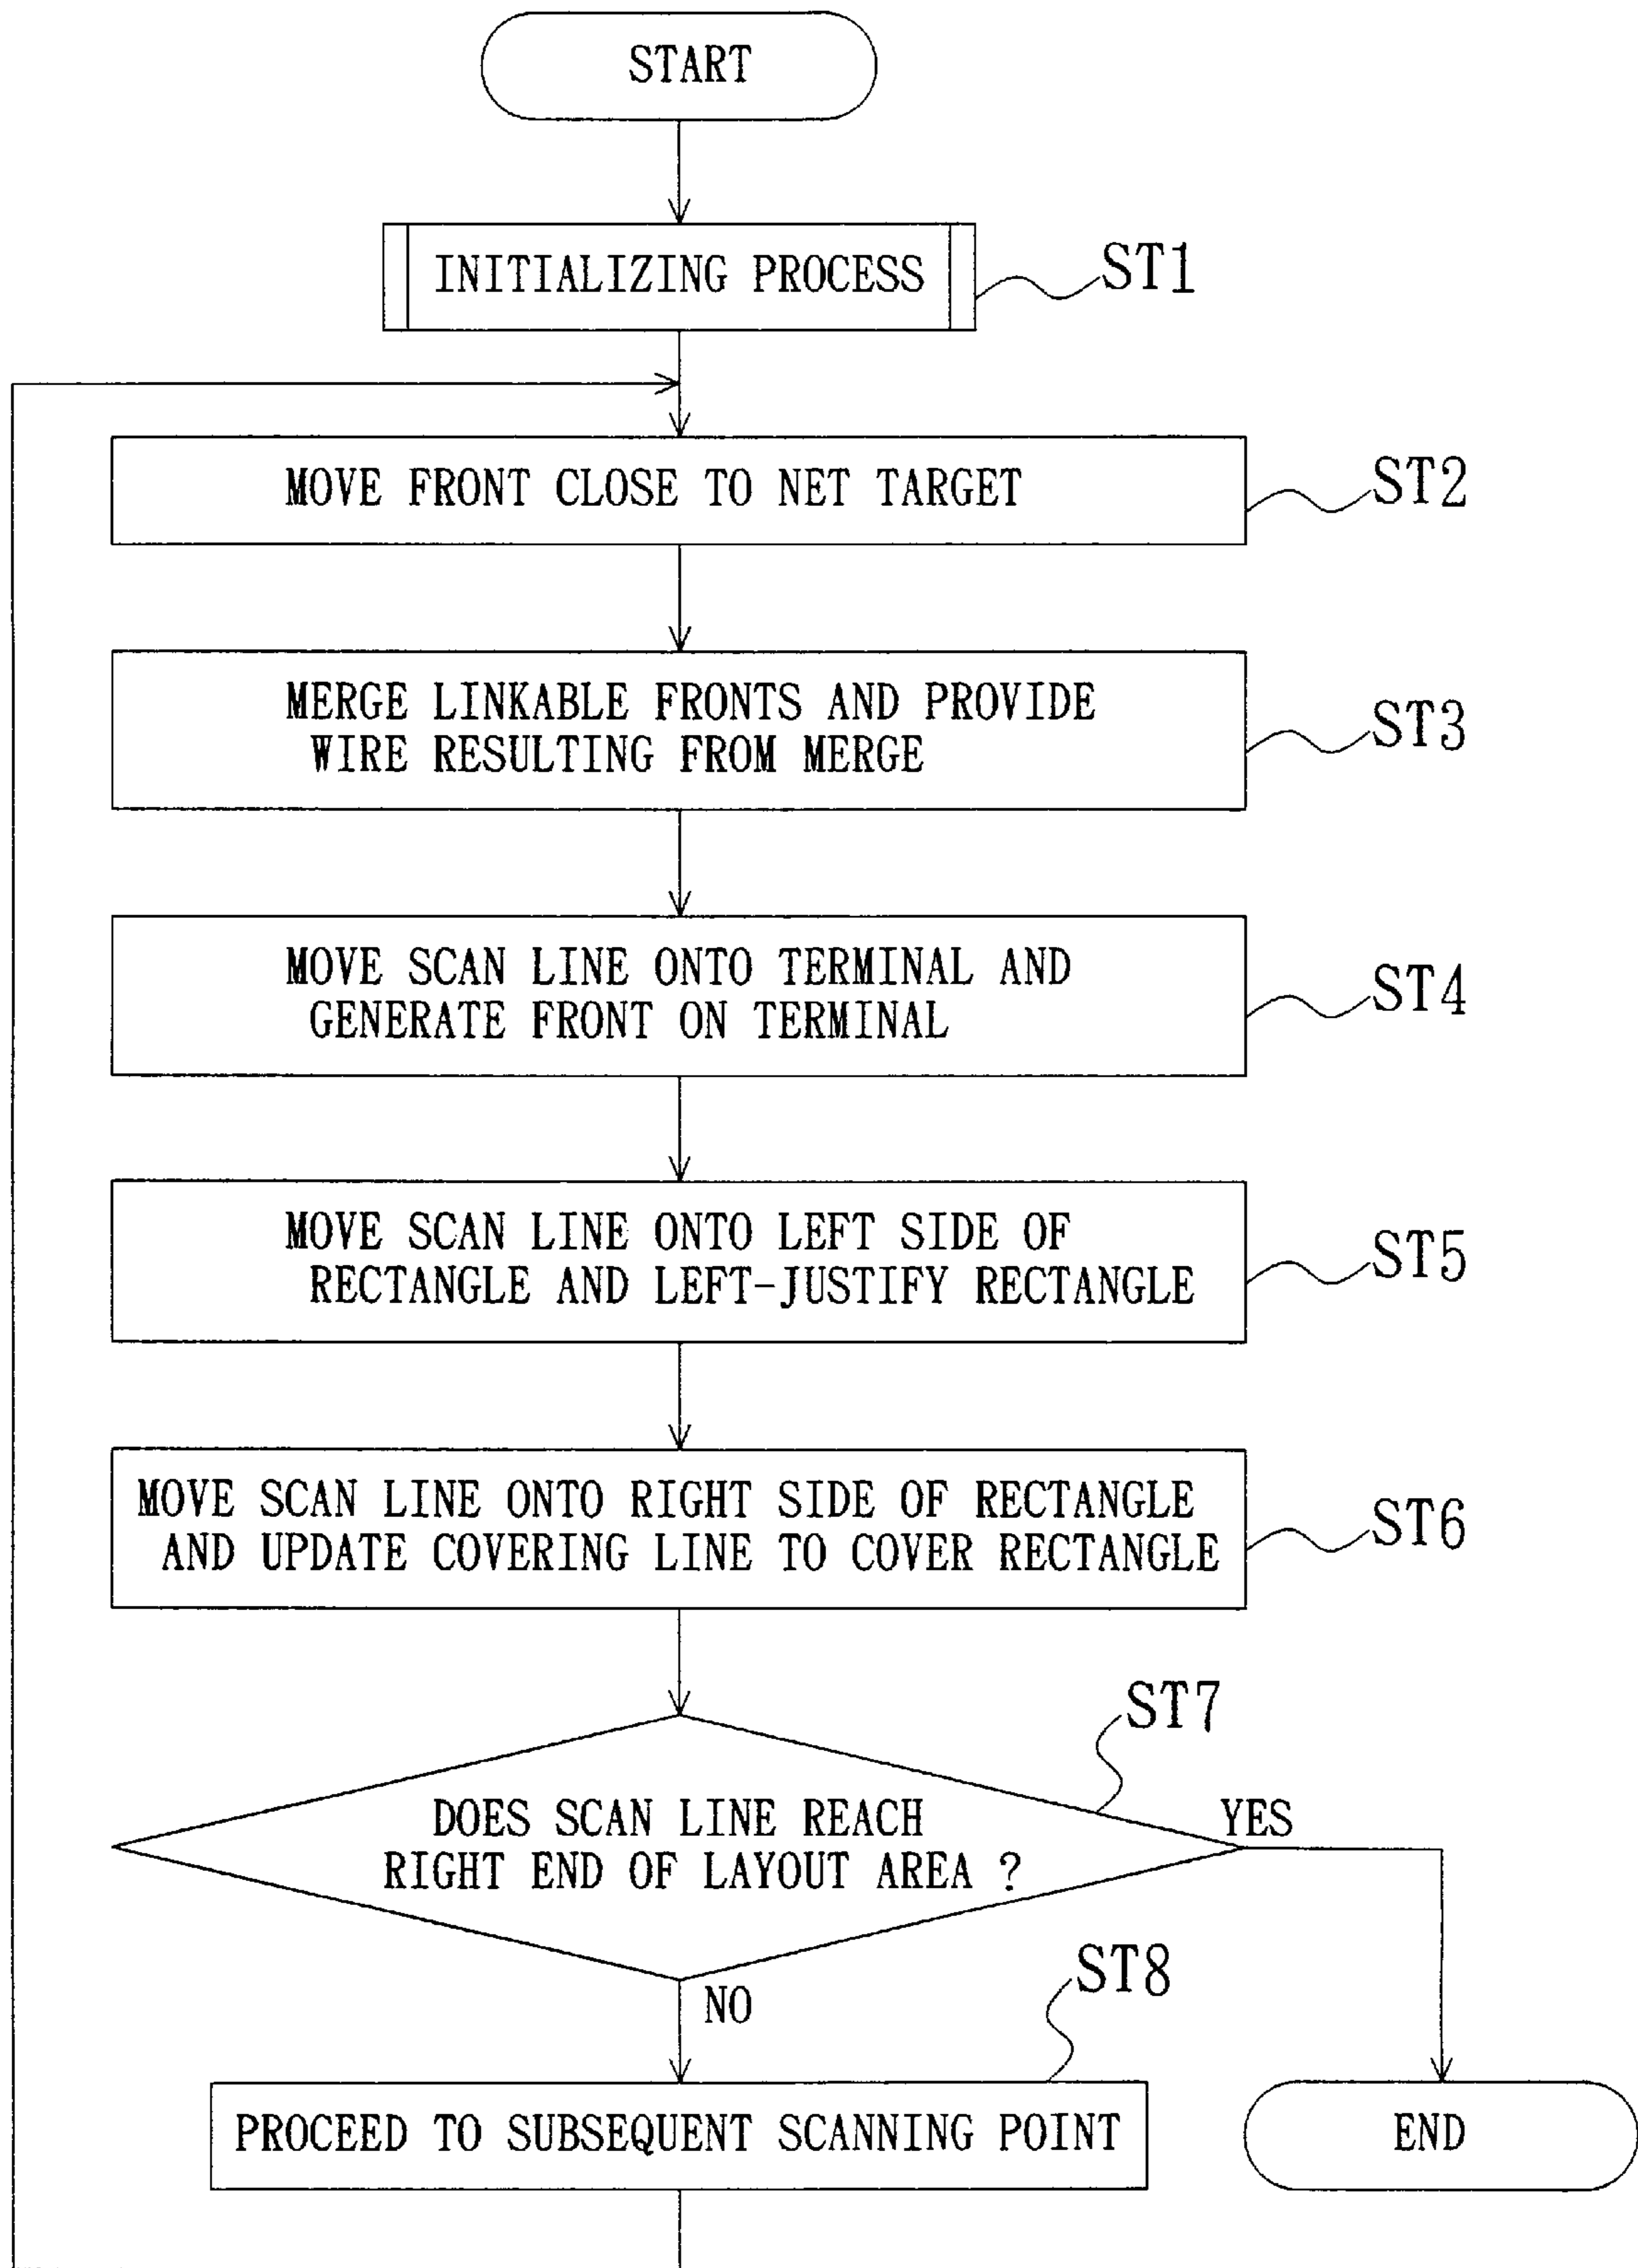 START
INITIALIZING PROCESS
ST1
MOVE FRONT CLOSE TO NET TARGET
ST2
MERGE LINKABLE FRONTS AND PROVIDE
WIRE RESULTING FROM MERGE
ST3
MOVE SCAN LINE ONTO TERMINAL AND
GENERATE FRONT ON TERMINAL
ST4
MOVE SCAN LINE ONTO LEFT SIDE OF
RECTANGLE AND LEFT-JUSTIFY RECTANGLE
ST5
MOVE SCAN LINE ONTO RIGHT SIDE OF RECTANGLE
AND UPDATE COVERING LINE TO COVER RECTANGLE
ST6
ST7
DOES SCAN LINE REACH
RIGHT END OF LAYOUT AREA ?
YES
NO
ST8
PROCEED TO SUBSEQUENT SCANNING POINT
END